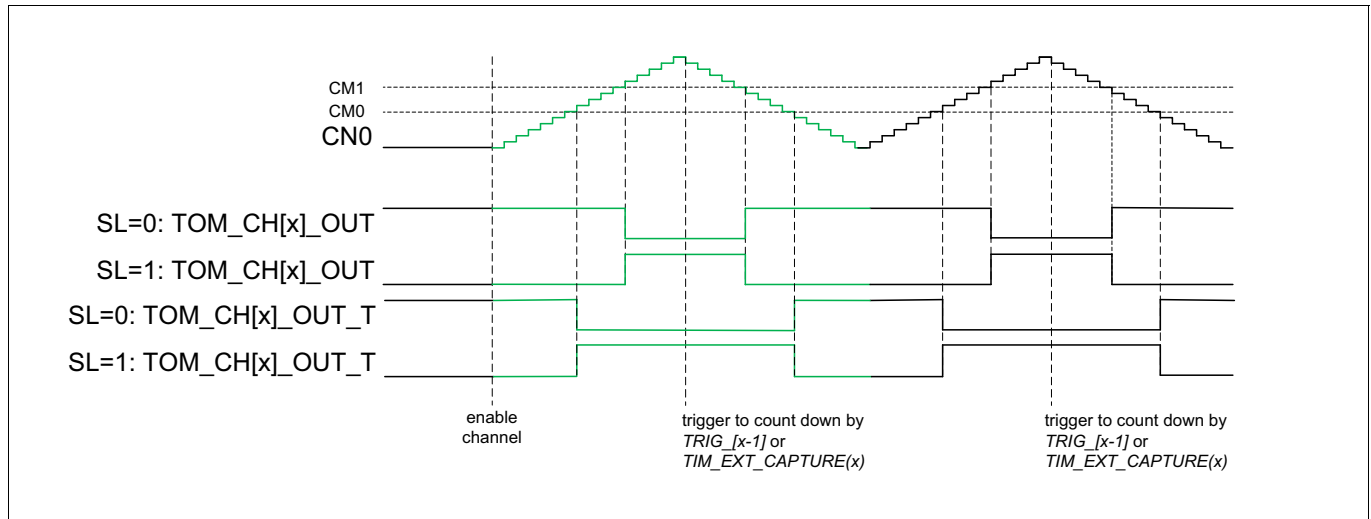 CM1
CM0
CN0
SL=0: TOM_CH[x]_OUT
SL=1: TOM_CH[x]_OUT
SL=0: TOM_CH[x]_OUT_T
SL=1: TOM_CH[x]_OUT_T
enable
channel
trigger to count down by
TRIG_[x-1] or
TIM_EXT_CAPTURE(x)
trigger to count down by
TRIG_[x-1] or
TIM_EXT_CAPTURE(x)